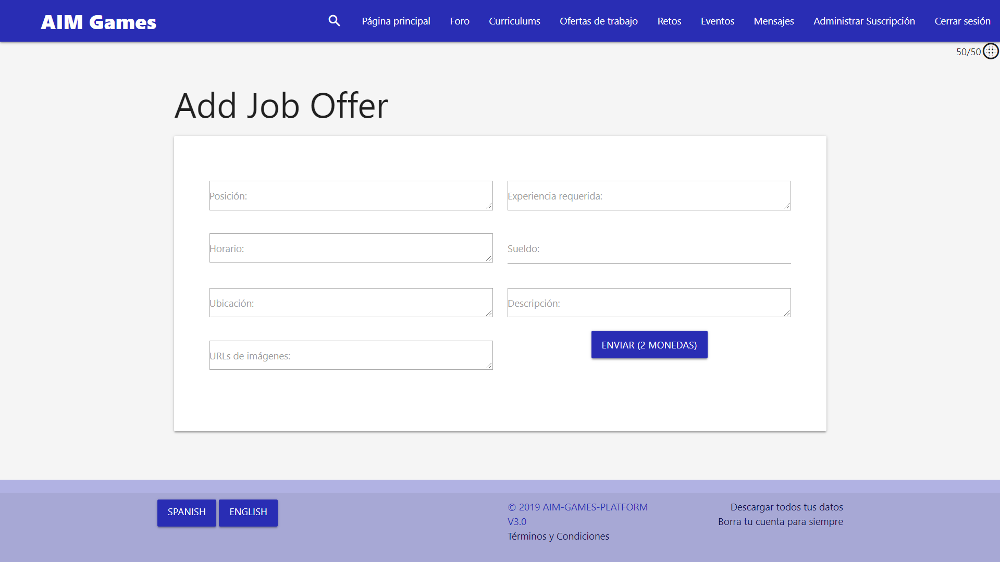 AIM Games
Página principal
Foro
Curriculums
Ofertas de trabajo
Retos
Eventos
Mensajes
Administrar Suscripción
Cerrar sesión
50/50
Add Job Offer
Posición:
Experiencia requerida:
Horario:
Sueldo:
Ubicación:
Descripción:
URLs de imágenes:
ENVIAR (2 MONEDAS)
SPANISH
ENGLISH
© 2019 AIM-GAMES-PLATFORM
V3.0
Términos y Condiciones
Descargar todos tus datos
Borra tu cuenta para siempre